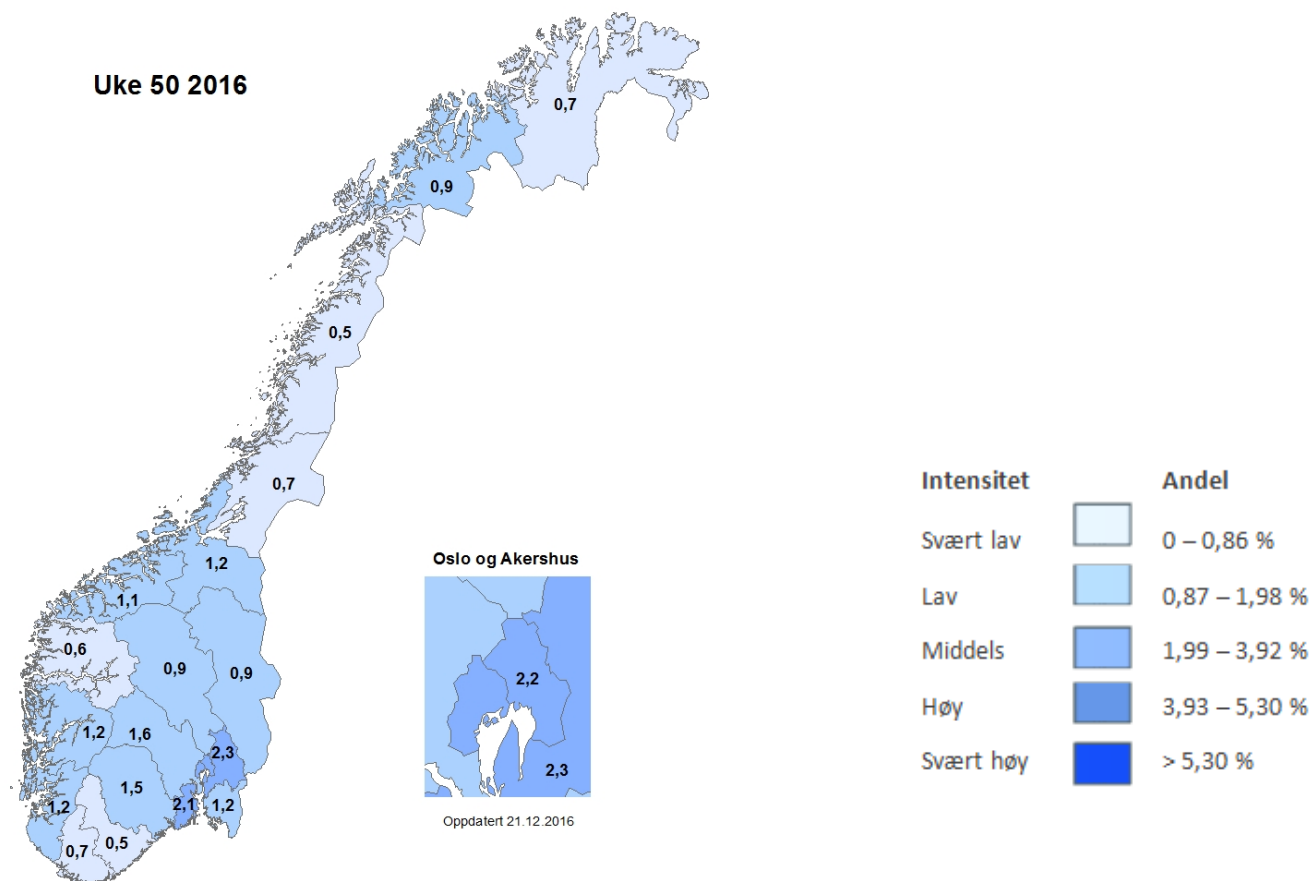 Uke 50 2016
0,7
0,9
0,5
0,7
1,2
1,1
0,6
0,9
0,9
1,2
1,6
2,3
1,5
1,2
2,1
1,2
0,5
0,7
Oslo og Akershus
2,2
2,3
Oppdatert 21.12.2016
Intensitet Andel
Svært lav 0 – 0,86 %
Lav 0,87 – 1,98 %
Middels 1,99 – 3,92 %
Høy 3,93 – 5,30 %
Svært høy > 5,30 %